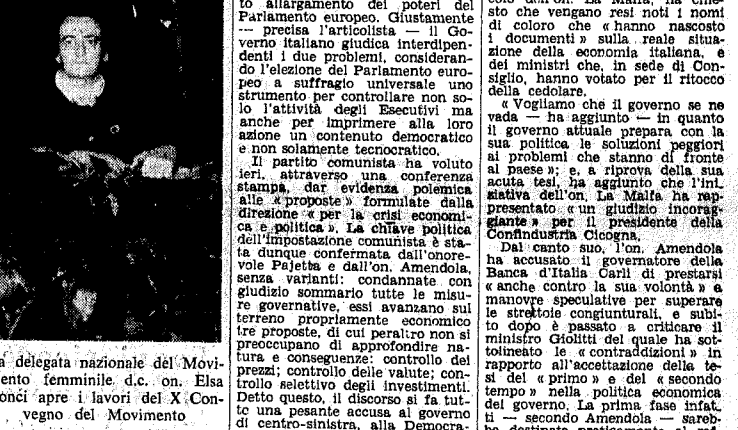 a delegata nazionale del Movi-
ento femminile d.c. on. Elsa
onci apre i lavori del X Con-
vegno del Movimento
to allargamento dei poteri del
Parlamento europeo. Giustamente
— precisa l'articolista — il Go-
verno italiano giudica interdipen-
denti i due problemi, consideran-
do l'elezione del Parlamento euro-
peo a suffragio universale uno
strumento per controllare non so-
lo l'attività degli Esecutivi ma
anche per imprimere alla loro
azione un contenuto democratico
e non solamente tecnocratico.
Il partito comunista ha voluto
ieri, attraverso una conferenza
stampa, dar evidenza polemica
alle «proposte» formulate dalla
direzione «per la crisi economi-
ca e politica». La chiave politica
dell'impostazione comunista è sta-
ta dunque confermata dall'onore-
vole Pajetta e dall'on. Amendola,
senza varianti: condannate con
giudizio sommario tutte le misu-
re governative, essi avanzano sul
terreno propriamente economico
tre proposte, di cui peraltro non si
preoccupano di approfondire na-
tura e conseguenze: controllo dei
prezzi; controllo delle valute; con-
trollo selettivo degli investimenti.
Detto questo, il discorso si fa tut-
to una pesante accusa al governo
di centro-sinistra, alla Democra-
sto che vengano resi noti i nomi
di coloro che «hanno nascosto
i documenti» sulla reale situa-
zione della economia italiana, e
dei ministri che, in sede di Con-
siglio, hanno votato per il ritocco
della cedolare.
«Vogliamo che il governo se ne
vada — ha aggiunto — in quanto
il governo attuale prepara con la
sua politica le soluzioni peggiori
ai problemi che stanno di fronte
al paese»; e, a riprova della sua
acuta tesi, ha aggiunto che l'ini-
ziativa dell'on. La Malfa ha rap-
presentato «un giudizio incorag-
giante» per il presidente della
Confindustria Cicogna.
Dal canto suo, l'on. Amendola
ha accusato il governatore della
Banca d'Italia Carli di prestarsi
«anche contro la sua volontà» a
manovre speculative per superare
le strettoie congiunturali, e subi-
to dopo è passato a criticare il
ministro Giolitti del quale ha sot-
tolineato le «contraddizioni» in
rapporto all'accettazione della te-
si del «primo» e del «secondo
tempo» nella politica economica
del governo. La prima fase infat-
ti — secondo Amendola — sareb-